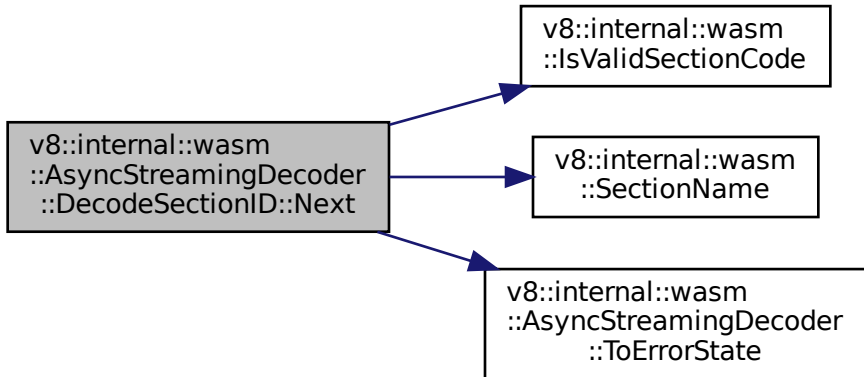 v8::internal::wasm
::AsyncStreamingDecoder
::DecodeSectionID::Next
v8::internal::wasm
::IsValidSectionCode
v8::internal::wasm
::SectionName
v8::internal::wasm
::AsyncStreamingDecoder
::ToErrorState